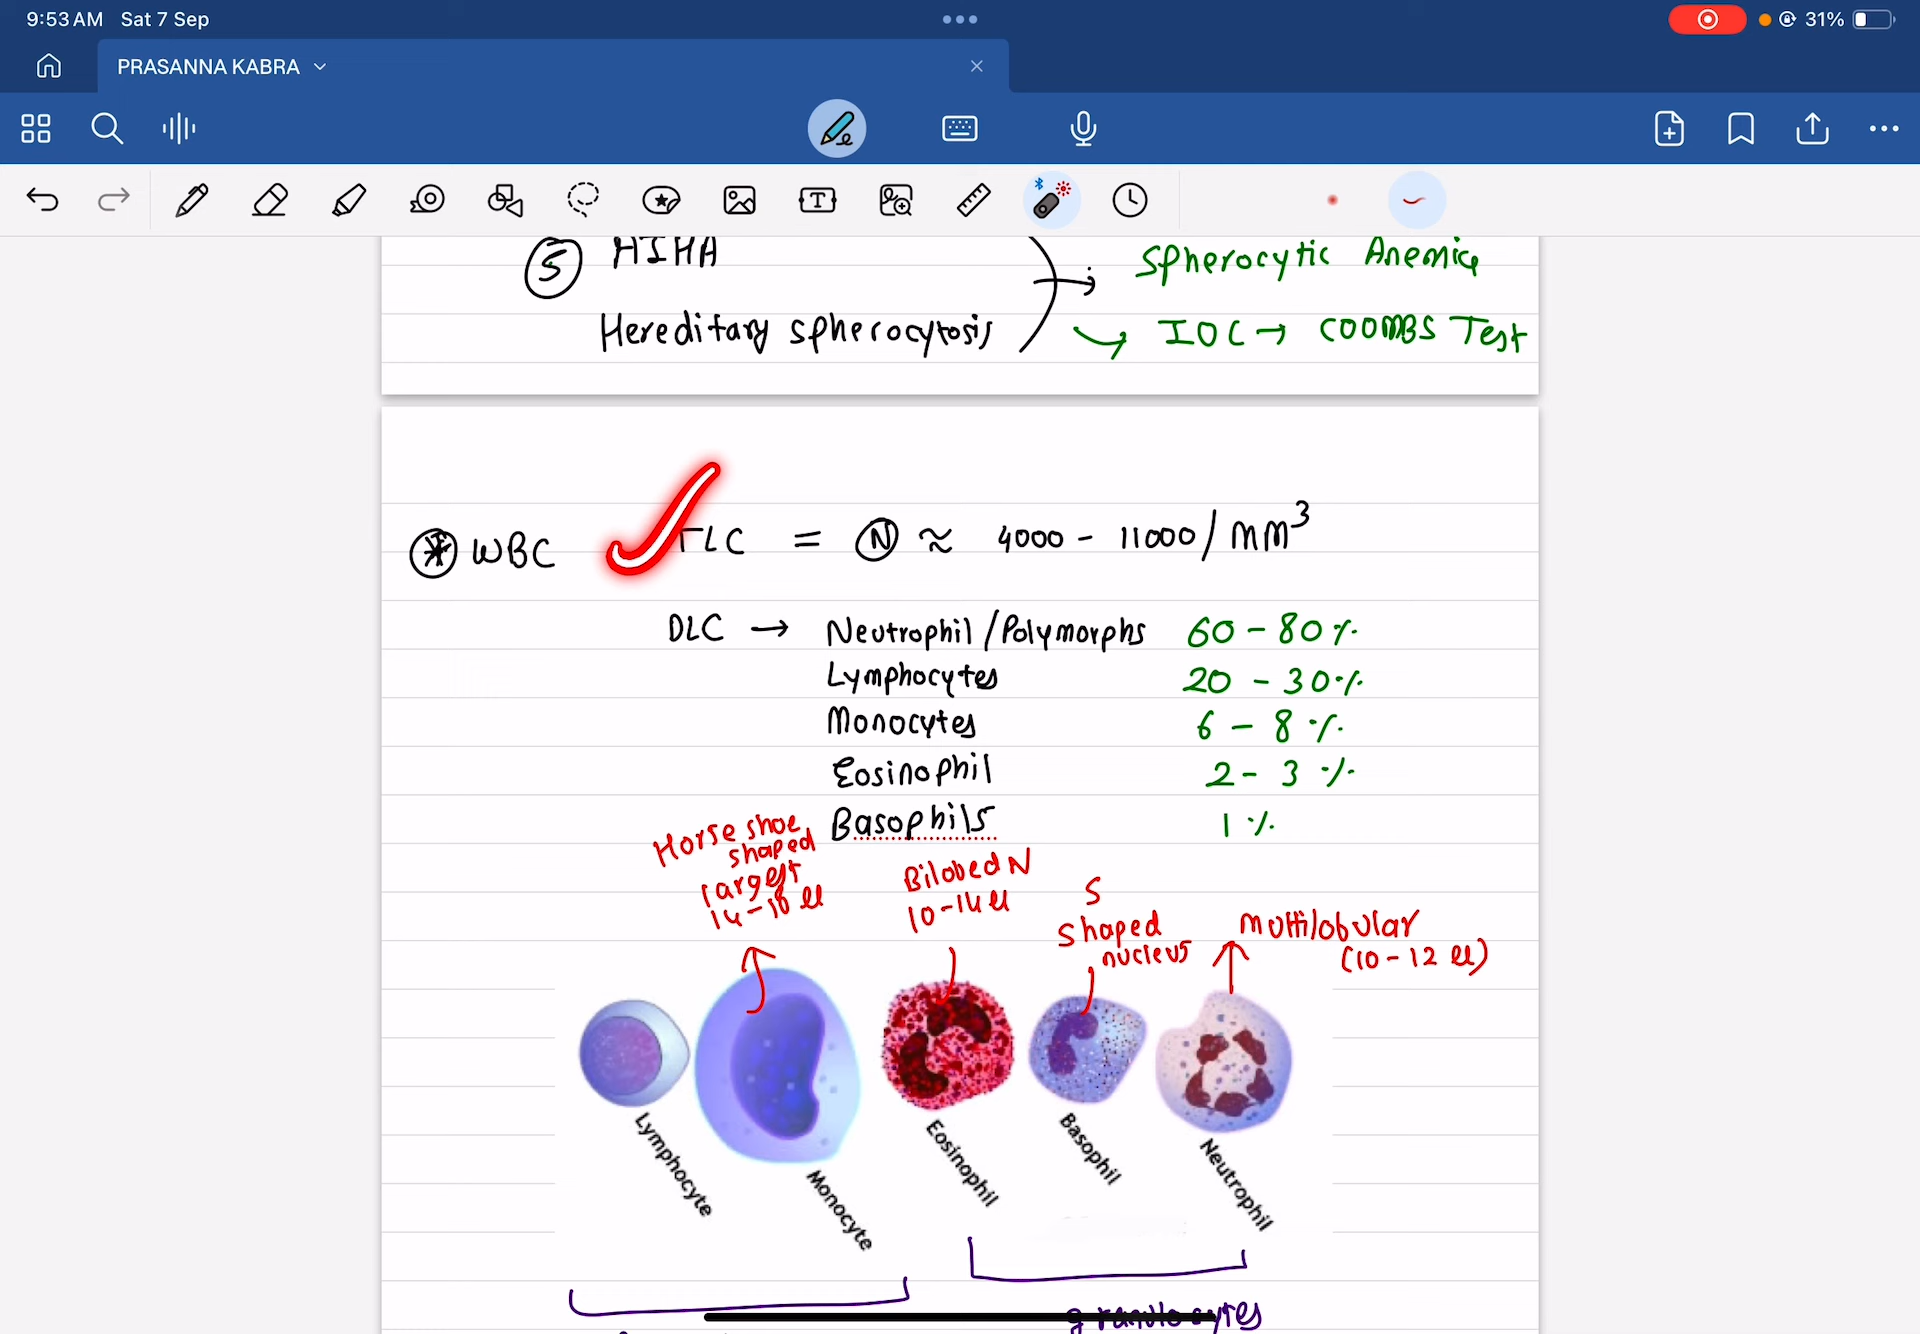 9:53 AM Sat 7 Sep
31%
PRASANNA KABRA
5 AIHA
Spherocytic Anemia
Hereditary spherocytosis
IOC → COOMBS Test
* WBC TLC = N ≈ 4000 - 11000/mm³
DLC → Neutrophil/Polymorphs 60 - 80%
Lymphocytes 20 - 30%
Monocytes 6 - 8%
Eosinophil 2 - 3%
Basophils 1%
Horse shoe
shaped
largest
14-18 µ
Bilobed N
10-14 µ
S
shaped
nucleus
multilobular
(10-12 µ)
Lymphocyte
Monocyte
Eosinophil
Basophil
Neutrophil
granulocytes